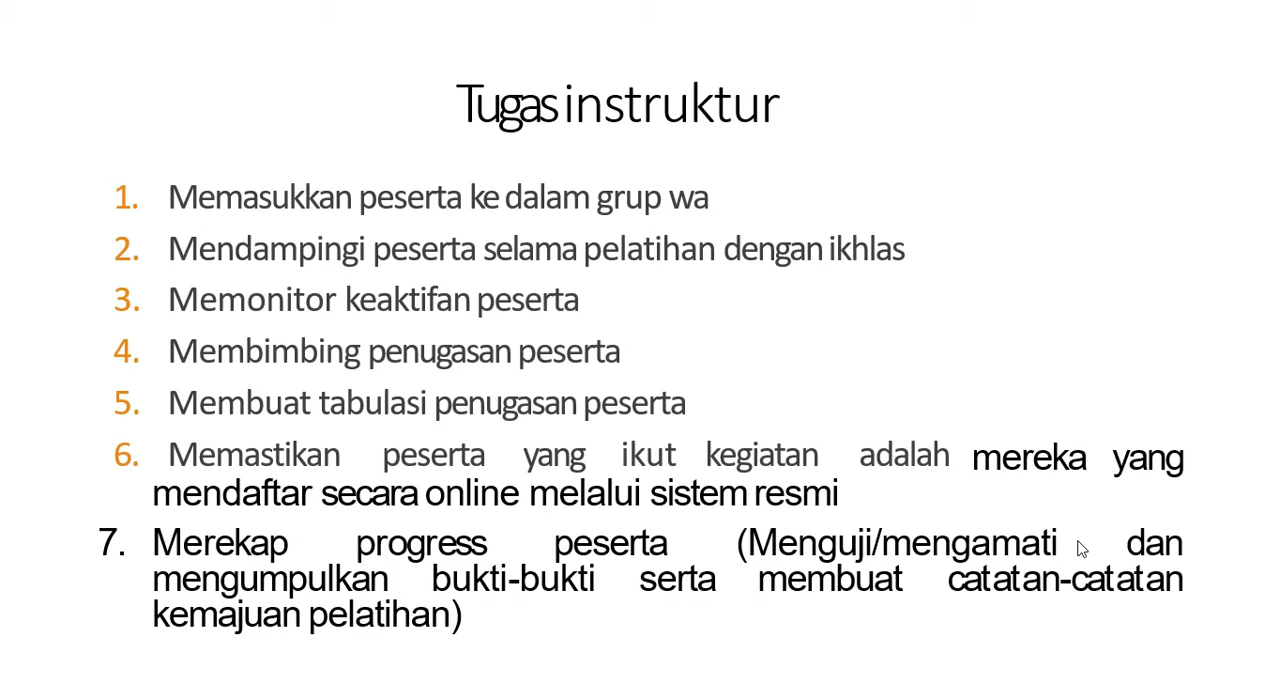 Tugas instruktur
1. Memasukkan peserta ke dalam grup wa
2. Mendampingi peserta selama pelatihan dengan ikhlas
3. Memonitor keaktifan peserta
4. Membimbing penugasan peserta
5. Membuat tabulasi penugasan peserta
6. Memastikan peserta yang ikut kegiatan adalah mereka yang
mendaftar secara online melalui sistem resmi
7. Merekap progress peserta (Menguji/mengamati dan
mengumpulkan bukti-bukti serta membuat catatan-catatan
kemajuan pelatihan)